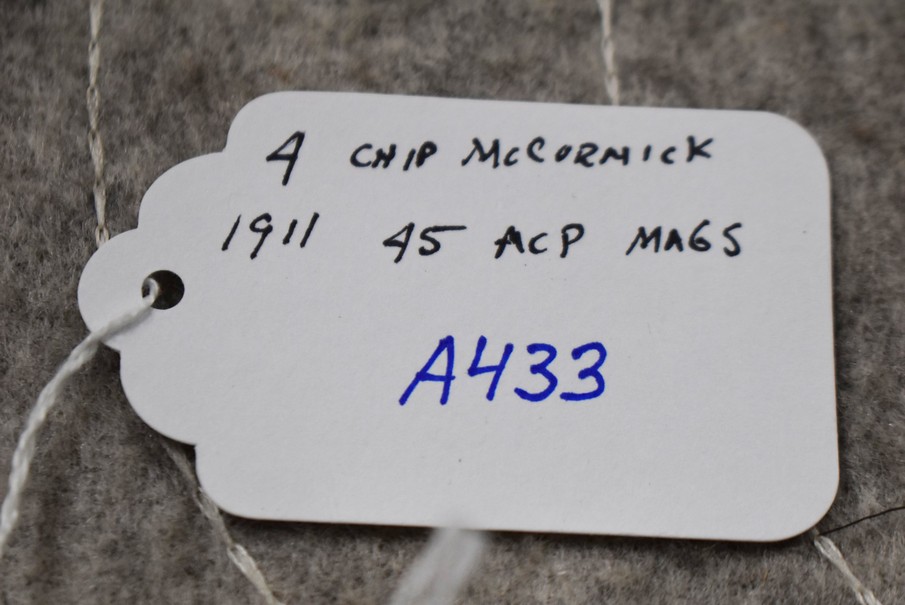 4 CHIP McCORMICK
1911 45 ACP MAGS
A433